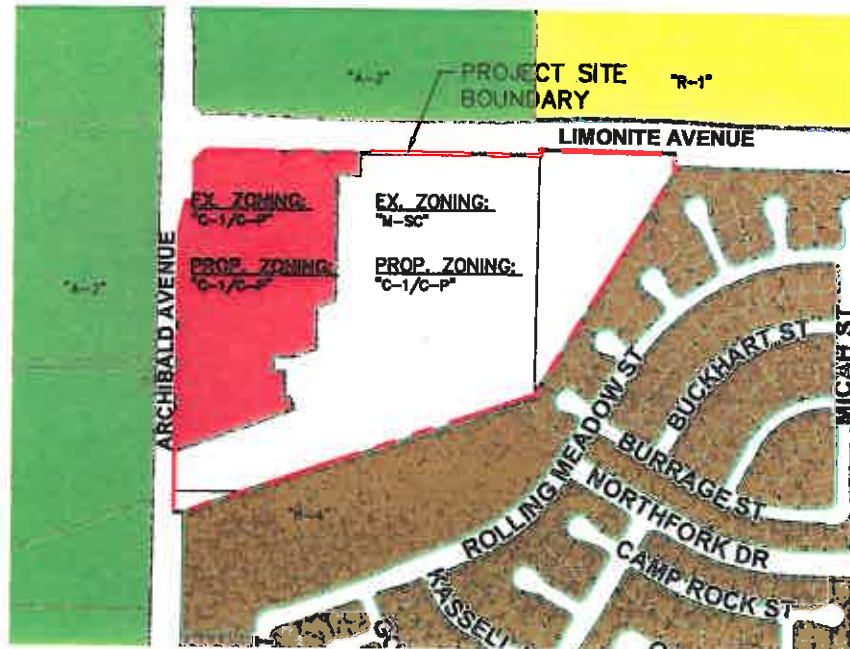 "A-2"
PROJECT SITE
BOUNDARY
"R-1"
LIMONITE AVENUE
EX. ZONING:
"C-1/C-P"
PROP. ZONING:
"C-1/C-P"
EX. ZONING:
"M-SC"
PROP. ZONING:
"C-1/C-P"
"A-2"
ARCHIBALD AVENUE
MICAH ST
BUCKHART ST
ROLLING MEADOW ST
BURRAGE ST
NORTHFORK DR
CAMP ROCK ST
"R-4"